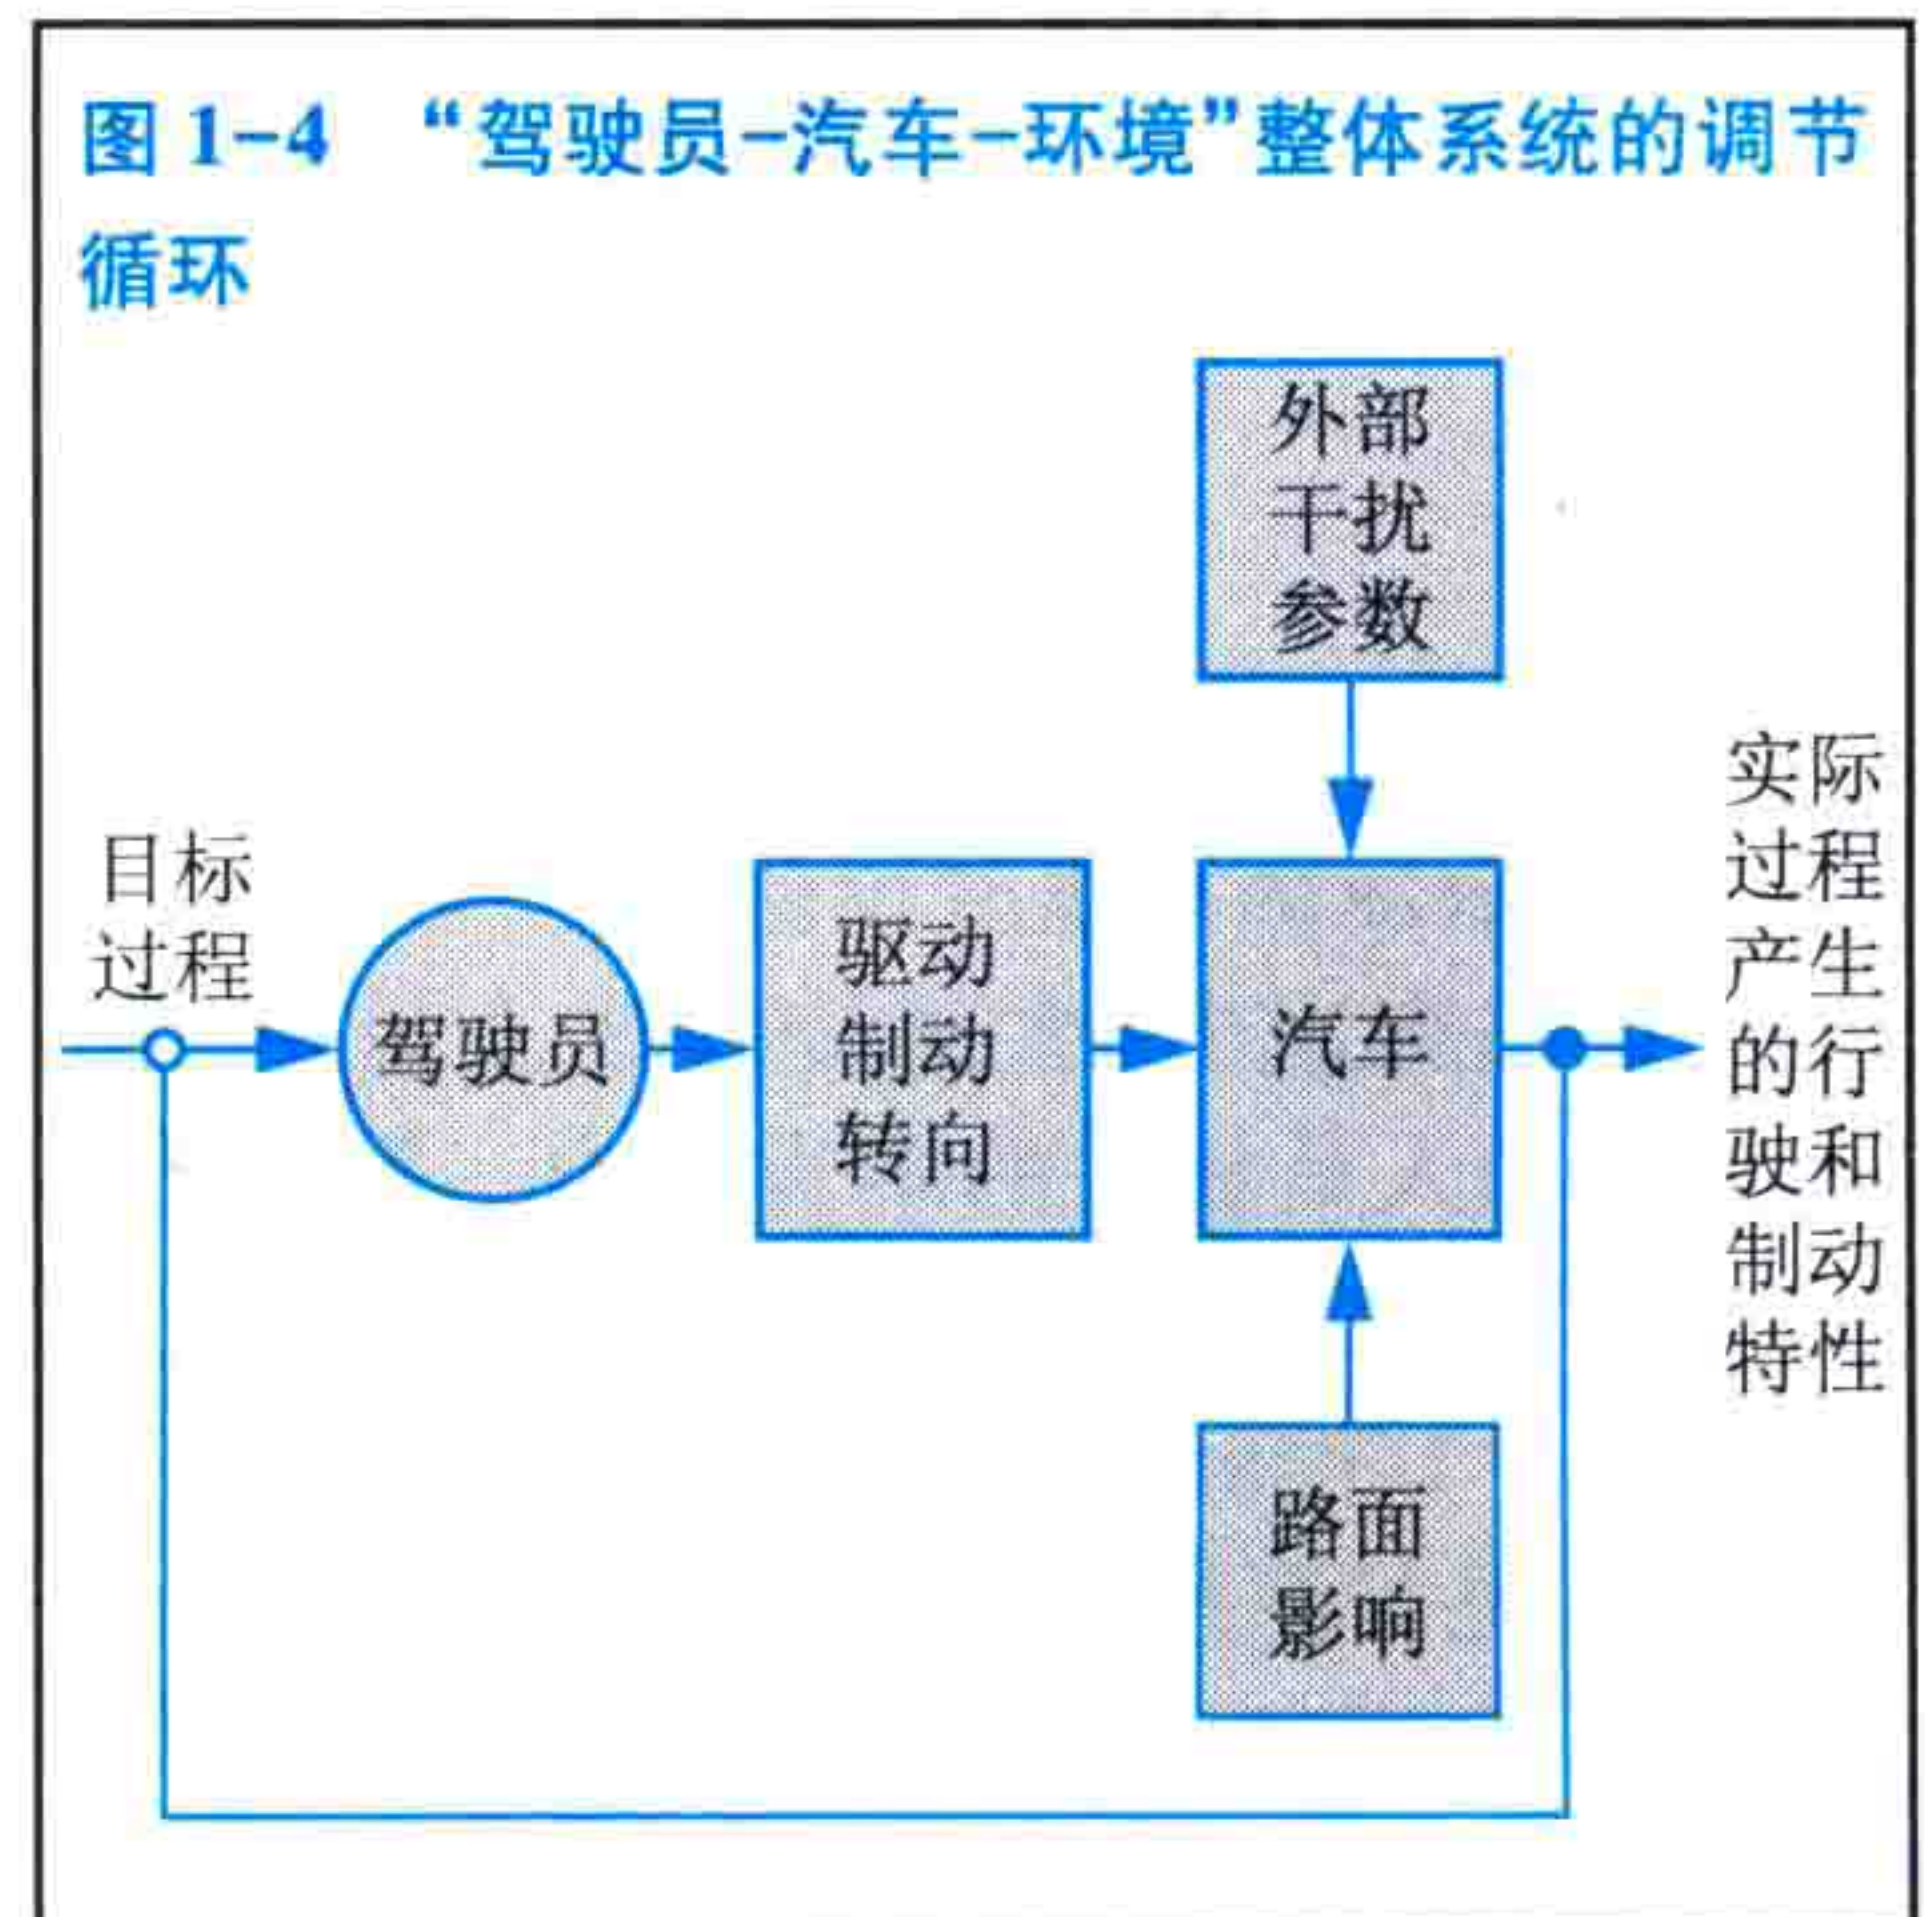 图 1-4 “驾驶员-汽车-环境”整体系统的调节
循环
外部
干扰
参数
目标
过程
驾驶员
驱动
制动
转向
汽车
实际
过程
产生
的行
驶和
制动
特性
路面
影响